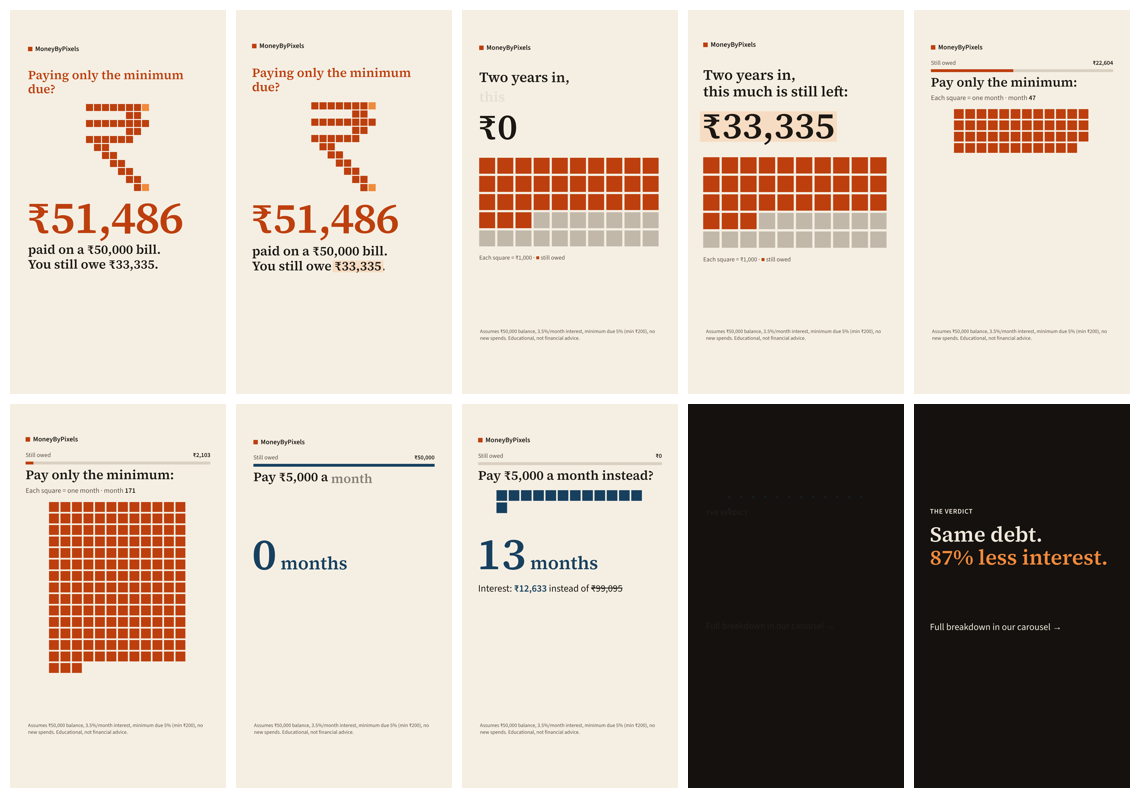 MoneyByPixels
Paying only the minimum
due?
₹51,486
paid on a ₹50,000 bill.
You still owe ₹33,335.
MoneyByPixels
Paying only the minimum
due?
₹51,486
paid on a ₹50,000 bill.
You still owe ₹33,335.
MoneyByPixels
Two years in,
this
₹0
Each square = ₹1,000 · still owed
Assumes ₹50,000 balance, 3.5%/month interest, minimum due 5% (min ₹200), no
new spends. Educational, not financial advice.
MoneyByPixels
Two years in,
this much is still left:
₹33,335
Each square = ₹1,000 · still owed
Assumes ₹50,000 balance, 3.5%/month interest, minimum due 5% (min ₹200), no
new spends. Educational, not financial advice.
MoneyByPixels
Still owed ₹22,604
Pay only the minimum:
Each square = one month · month 47
Assumes ₹50,000 balance, 3.5%/month interest, minimum due 5% (min ₹200), no
new spends. Educational, not financial advice.
MoneyByPixels
Still owed ₹2,103
Pay only the minimum:
Each square = one month · month 171
Assumes ₹50,000 balance, 3.5%/month interest, minimum due 5% (min ₹200), no
new spends. Educational, not financial advice.
MoneyByPixels
Still owed ₹50,000
Pay ₹5,000 a month
0 months
Assumes ₹50,000 balance, 3.5%/month interest, minimum due 5% (min ₹200), no
new spends. Educational, not financial advice.
MoneyByPixels
Still owed ₹0
Pay ₹5,000 a month instead?
13 months
Interest: ₹12,633 instead of ₹99,095
Assumes ₹50,000 balance, 3.5%/month interest, minimum due 5% (min ₹200), no
new spends. Educational, not financial advice.
THE VERDICT
Full breakdown in our carousel →
THE VERDICT
Same debt.
87% less interest.
Full breakdown in our carousel →